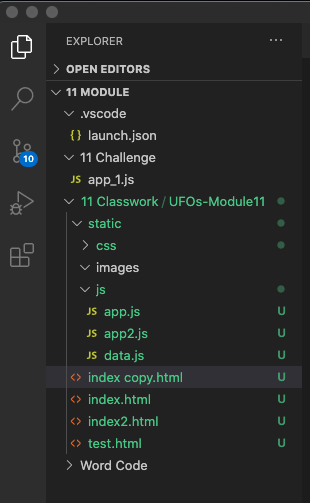 EXPLORER ...
OPEN EDITORS
11 MODULE
.vscode
{ } launch.json
11 Challenge
JS app_1.js
11 Classwork / UFOs-Module11
static
css
images
js
JS app.js U
JS app2.js U
JS data.js U
<> index copy.html U
<> index.html U
<> index2.html U
<> test.html U
Word Code
10